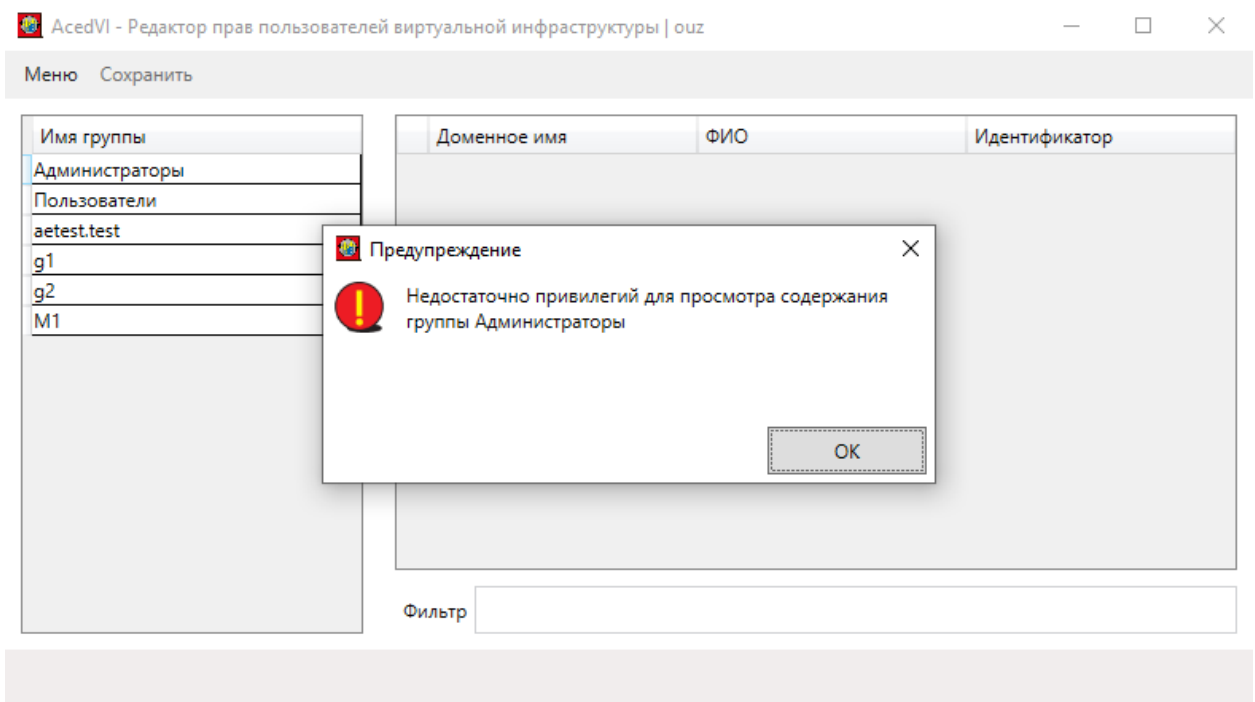 AcedVI - Редактор прав пользователей виртуальной инфраструктуры | ouz
Меню Сохранить
Имя группы
Администраторы
Пользователи
aetest.test
g1
g2
M1
Доменное имя ФИО Идентификатор
Предупреждение
Недостаточно привилегий для просмотра содержания
группы Администраторы
OK
Фильтр